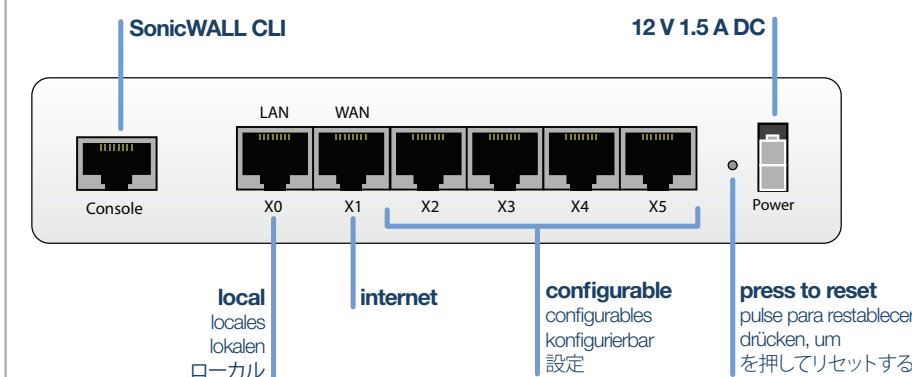 SonicWALL CLI
12 V 1.5 A DC
LAN
WAN
Console
X0
X1
X2
X3
X4
X5
Power
local
locales
lokalen
ローカル
internet
configurable
configurables
konfigurierbar
設定
press to reset
pulse para restablecer
drücken, um
を押してリセットする